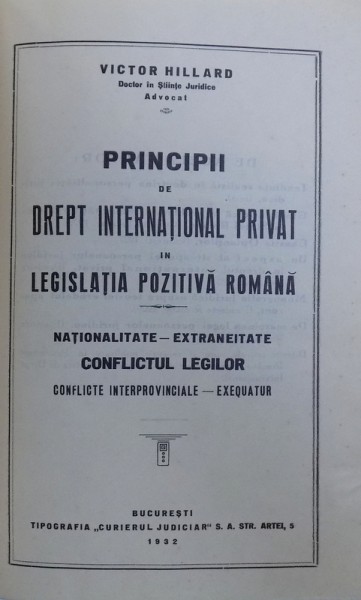 VICTOR HILLARD
Doctor în Științe Juridice
Advocat
PRINCIPII
DE
DREPT INTERNAȚIONAL PRIVAT
IN
LEGISLAȚIA POZITIVĂ ROMÂNĂ
NAȚIONALITATE — EXTRANEITATE
CONFLICTUL LEGILOR
CONFLICTE INTERPROVINCIALE — EXEQUATUR
BUCUREȘTI
TIPOGRAFIA „CURIERUL JUDICIAR" S. A. STR. ARTEI, 5
1932